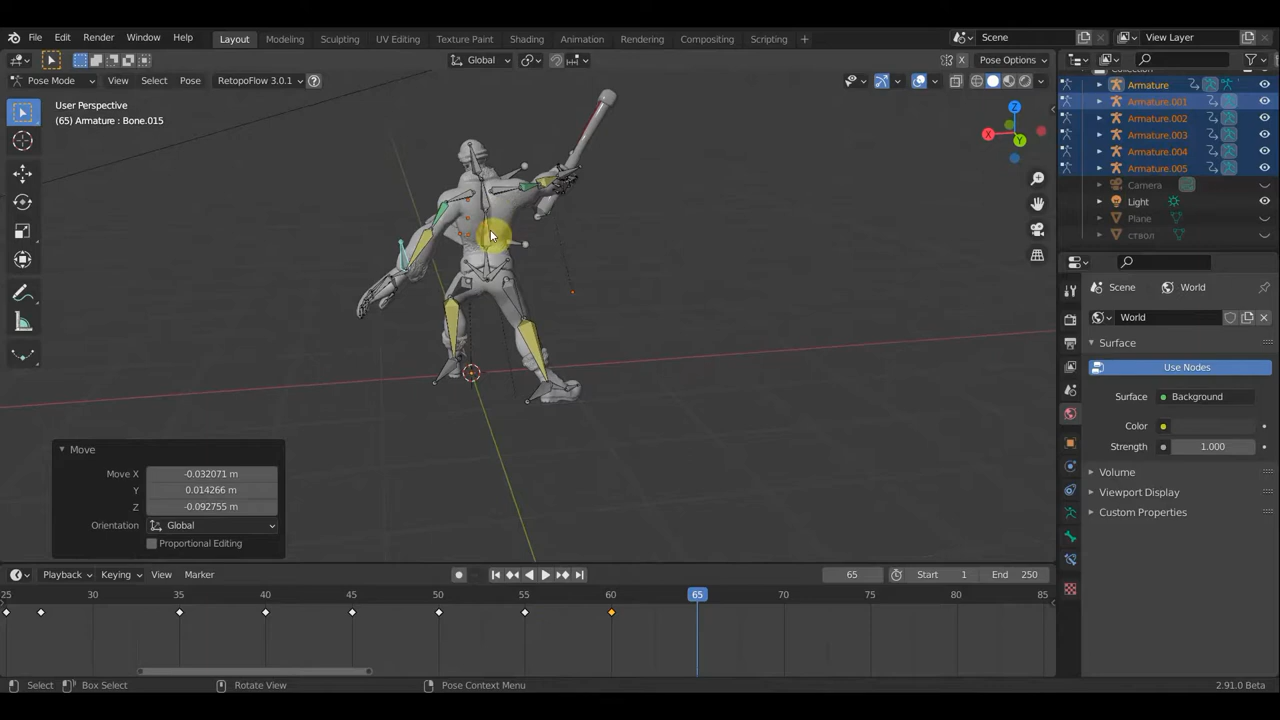 File Edit Render Window Help Layout Modeling Sculpting UV Editing Texture Paint Shading Animation Rendering Compositing Scripting + Scene View Layer
Global Pose Options
Pose Mode View Select Pose RetopoFlow 3.0.1
User Perspective
(65) Armature : Bone.015
X
Y
Z
Collection
Armature
Armature.001
Armature.002
Armature.003
Armature.004
Armature.005
Camera
Light
Plane
ствол
World
World
Surface
Use Nodes
Surface Background
Color
Strength 1.000
Volume
Viewport Display
Custom Properties
Move
Move X -0.032071 m
Y 0.014266 m
Z -0.092755 m
Orientation Global
Proportional Editing
Playback Keying View Marker 65 Start 1 End 250
25 30 35 40 45 50 55 60 65 70 75 80 85
Select Box Select Rotate View Pose Context Menu 2.91.0 Beta